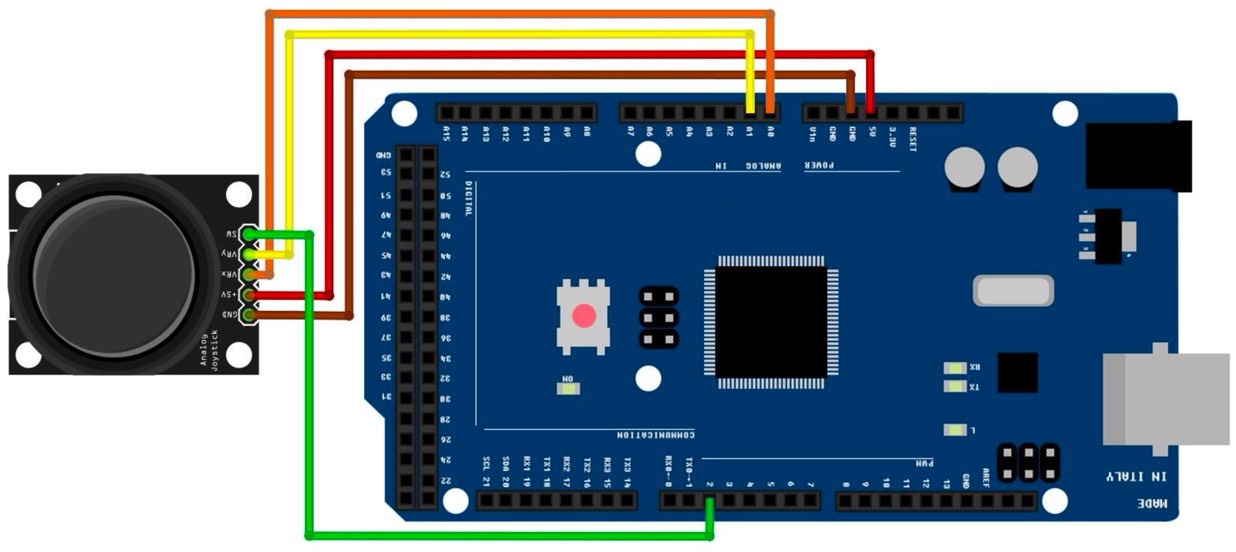 A15 A14 A13 A12 A11 A10 A9 A8
A7 A6 A5 A4 A3 A2 A1 A0
Vin GND GND 5V 3.3V RESET
ANALOG IN
POWER
DIGITAL
GND
53 52
51 50
49 48
47 46
45 44
43 42
41 40
39 38
37 36
35 34
33 32
31 30
28
26
24
22
SW
VRy
VRx
+5V
GND
Analog
Joystick
ON
RX
TX
L
1
2
3
COMMUNICATION
PWM
SCL 21
SDA 20
RX1 19
TX1 18
RX2 17
TX2 16
RX3 15
TX3 14
RX0←0
TX0→1
2 3 4 5 6 7
8 9 10 11 12 13 GND AREF
MADE
IN ITALY